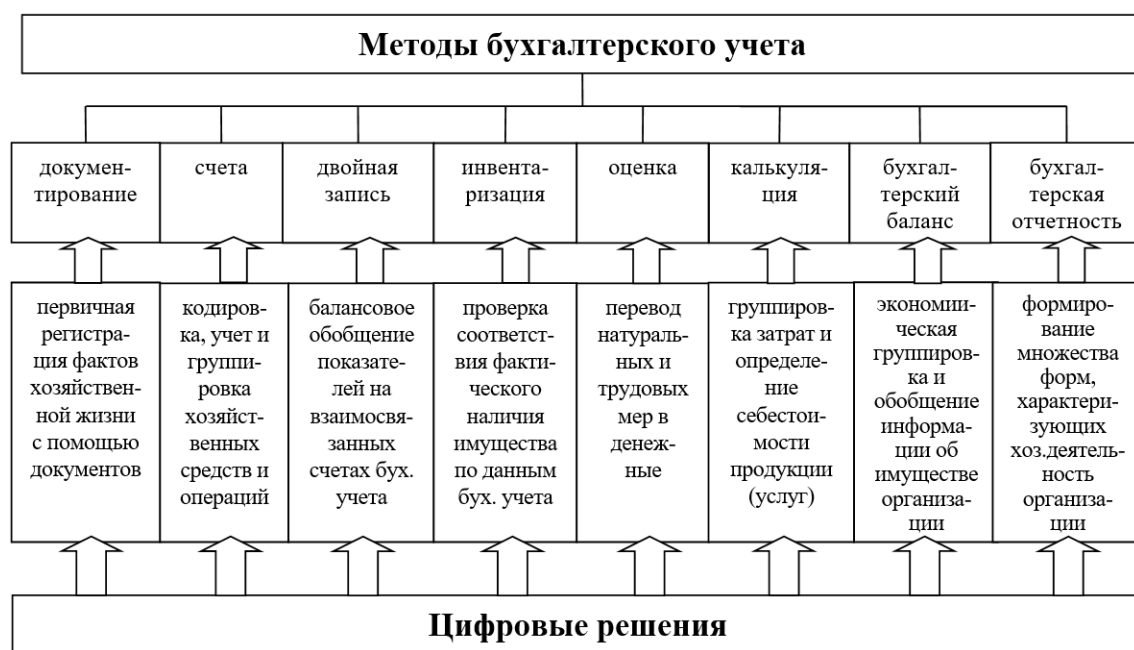 Методы бухгалтерского учета
докумен-
тирование
счета
двойная
запись
инвента-
ризация
оценка
калькуля-
ция
бухгал-
терский
баланс
бухгал-
терская
отчетность
первичная
регистра-
ция фактов
хозяйствен-
ной жизни
с помощью
документов
кодиров-
ка, учет и
группи-
ровка
хозяйст-
венных
средств и
операций
балансовое
обобщение
показате-
лей на
взаимосвя-
занных
счетах бух.
учета
проверка
соответст-
вия факти-
ческого
наличия
имущества
по данным
бух. учета
перевод
натураль-
ных и
трудовых
мер в
денеж-
ные
группиров-
ка затрат и
определе-
ние
себестои-
мости
продукции
(услуг)
экономии-
ческая
группиров-
ка и
обобщение
информа-
ции об
имуществе
организа-
ции
формиро-
вание
множества
форм,
характери-
зующих
хоз.деятель-
ность
организа-
ции
Цифровые решения